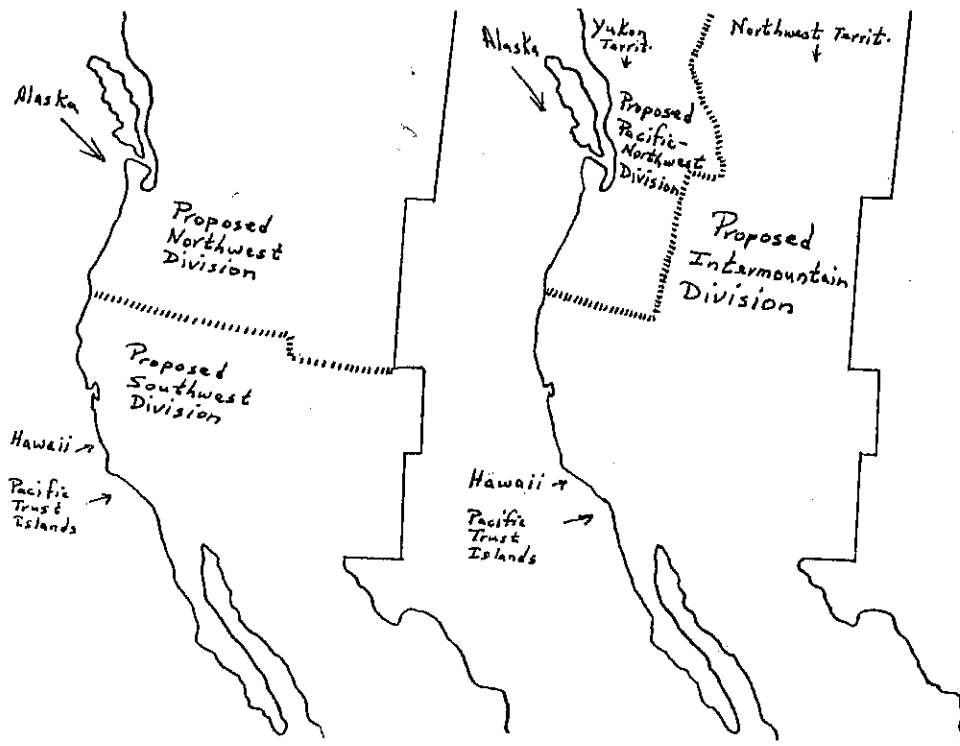 Alaska
Proposed
Northwest
Division
Proposed
Southwest
Division
Hawaii
Pacific
Trust
Islands
Alaska
Yukon
Territ.
Northwest Territ.
Proposed
Pacific-
Northwest
Division
Proposed
Intermountain
Division
Hawaii
Pacific
Trust
Islands